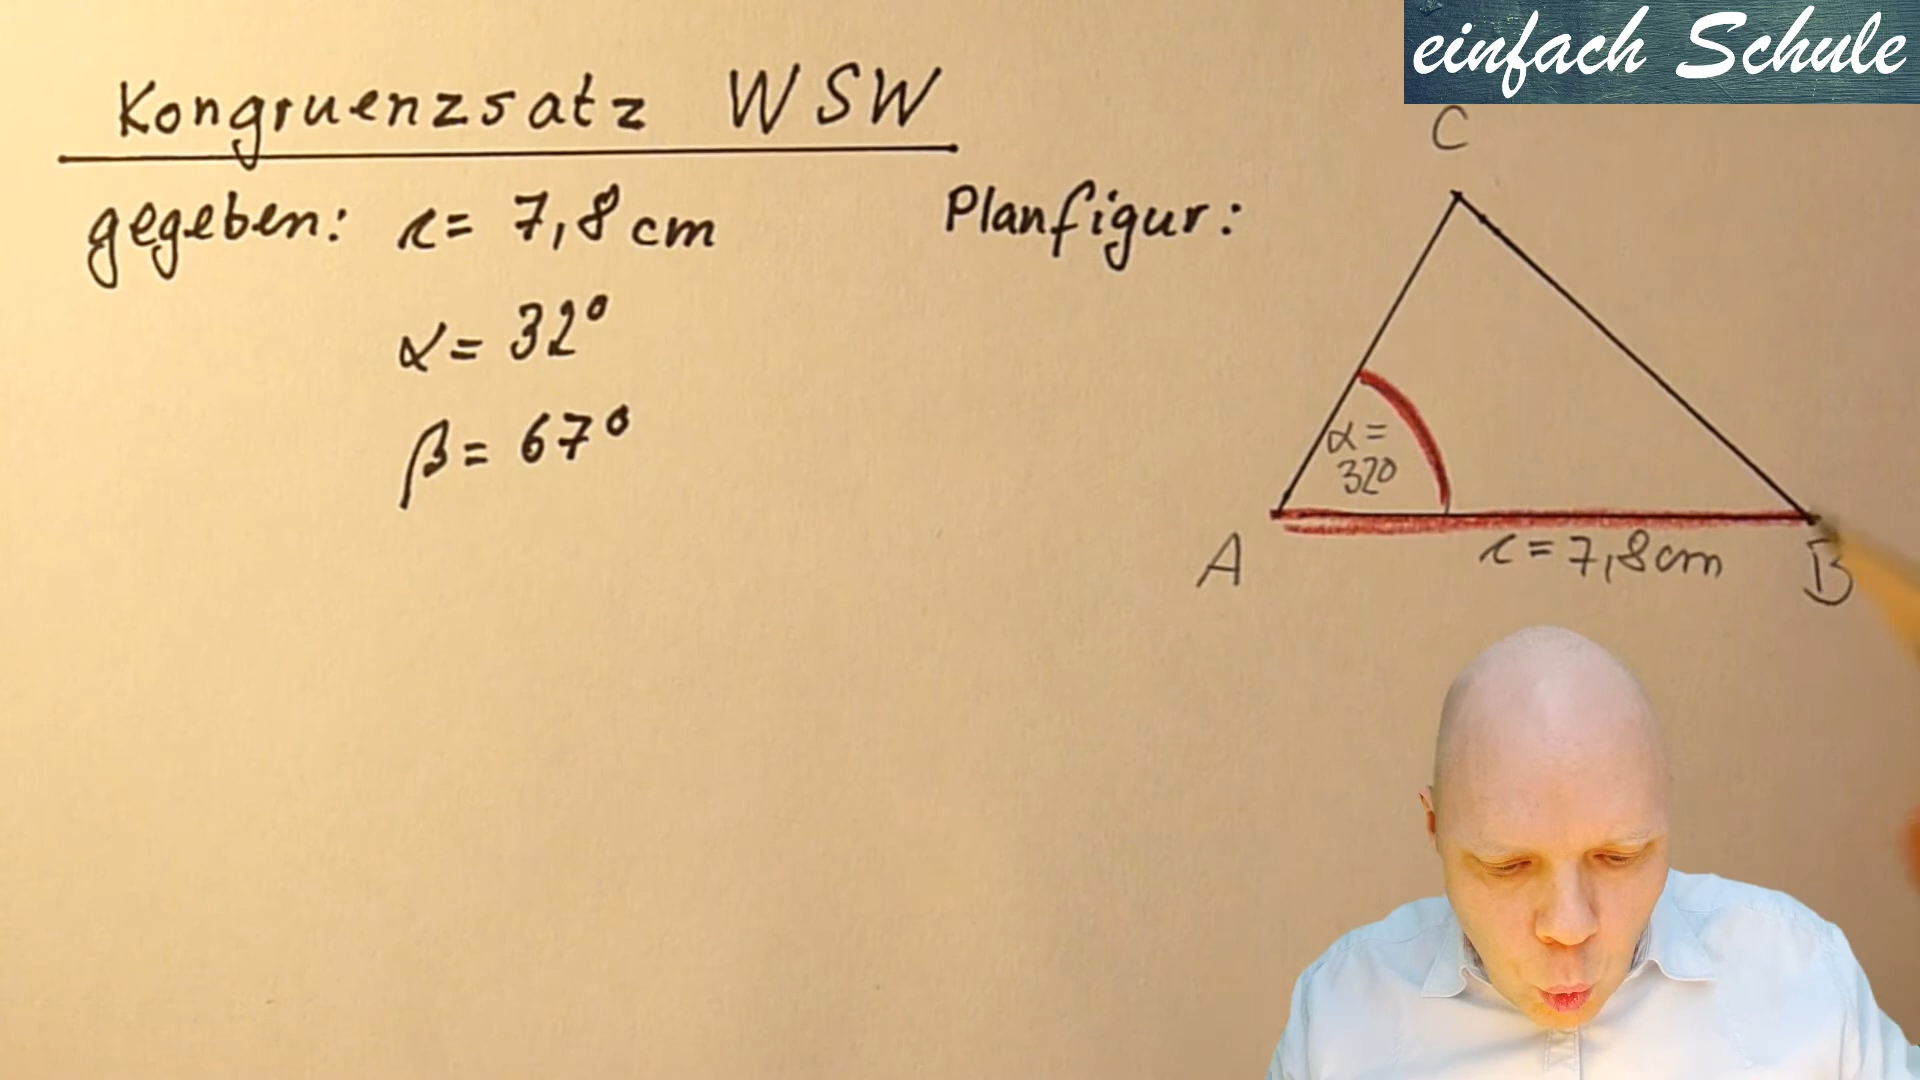 einfach Schule
Kongruenzsatz WSW
gegeben: c = 7,8 cm
α = 32°
β = 67°
Planfigur:
C
α =
32°
A
c = 7,8 cm
B